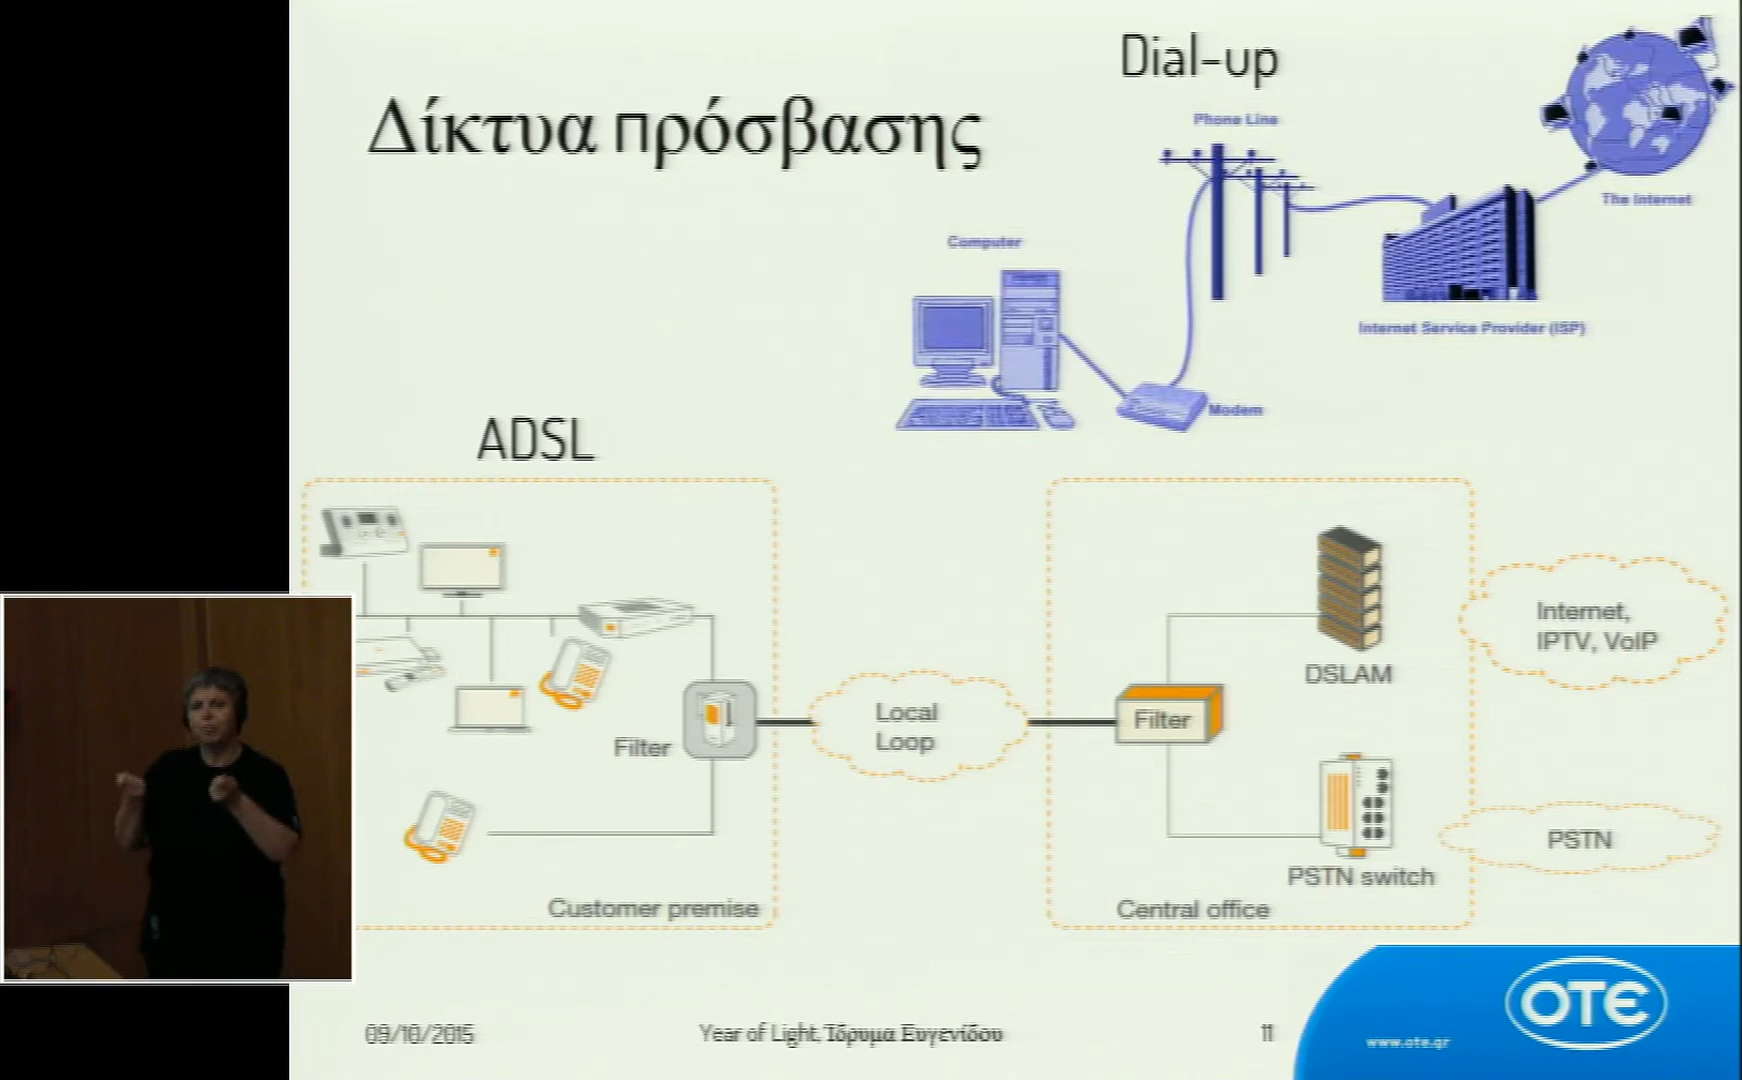 Dial-up
Δίκτυα πρόσβασης
Phone Line
The Internet
Computer
Internet Service Provider (ISP)
Modem
ADSL
Internet,
IPTV, VoIP
DSLAM
Local
Loop
Filter
Filter
PSTN
PSTN switch
Customer premise
Central office
OTE
www.ote.gr
09/10/2015
Year of Light, Ίδρυμα Ευγενίδου
11